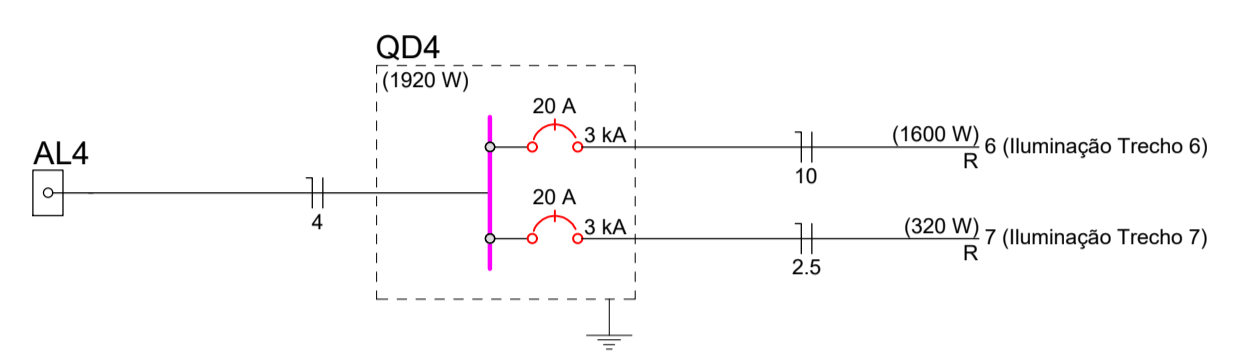 QD4
(1920 W)
AL4
4
20 A
3 kA
10
(1600 W)
R
6 (Iluminação Trecho 6)
20 A
3 kA
2.5
(320 W)
R
7 (Iluminação Trecho 7)